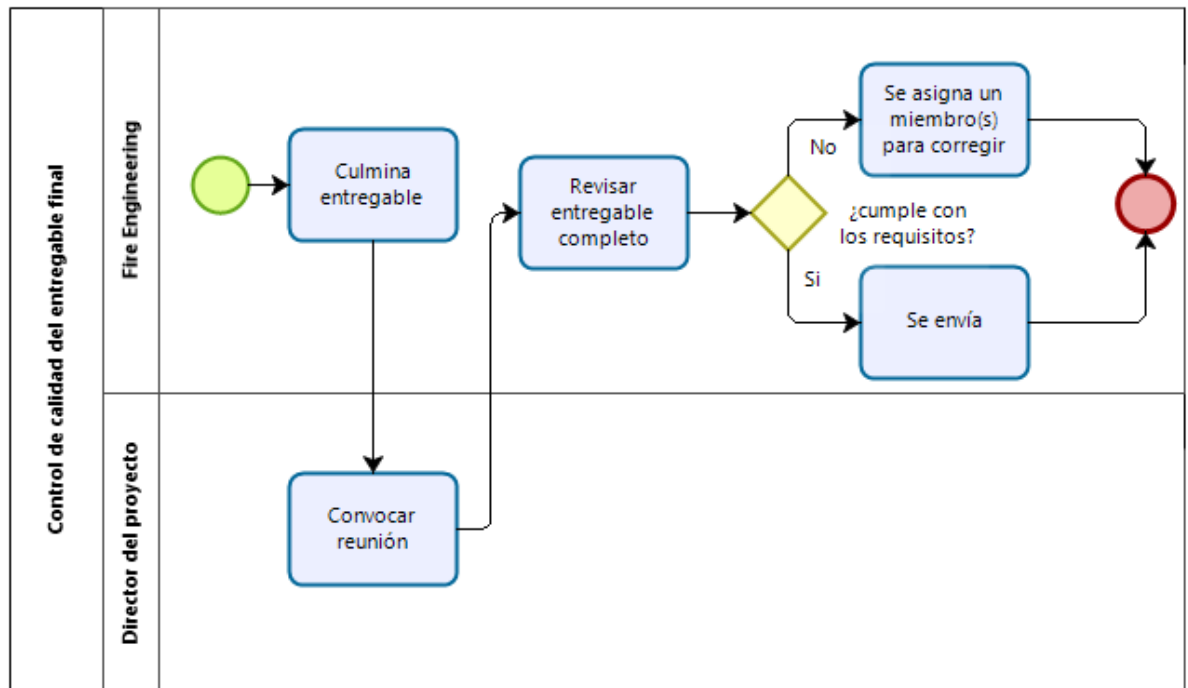 Control de calidad del entregable final
Fire Engineering
Culmina
entregable
Revisar
entregable
completo
No
¿cumple con
los requisitos?
Si
Se asigna un
miembro(s)
para corregir
Se envía
Director del proyecto
Convocar
reunión